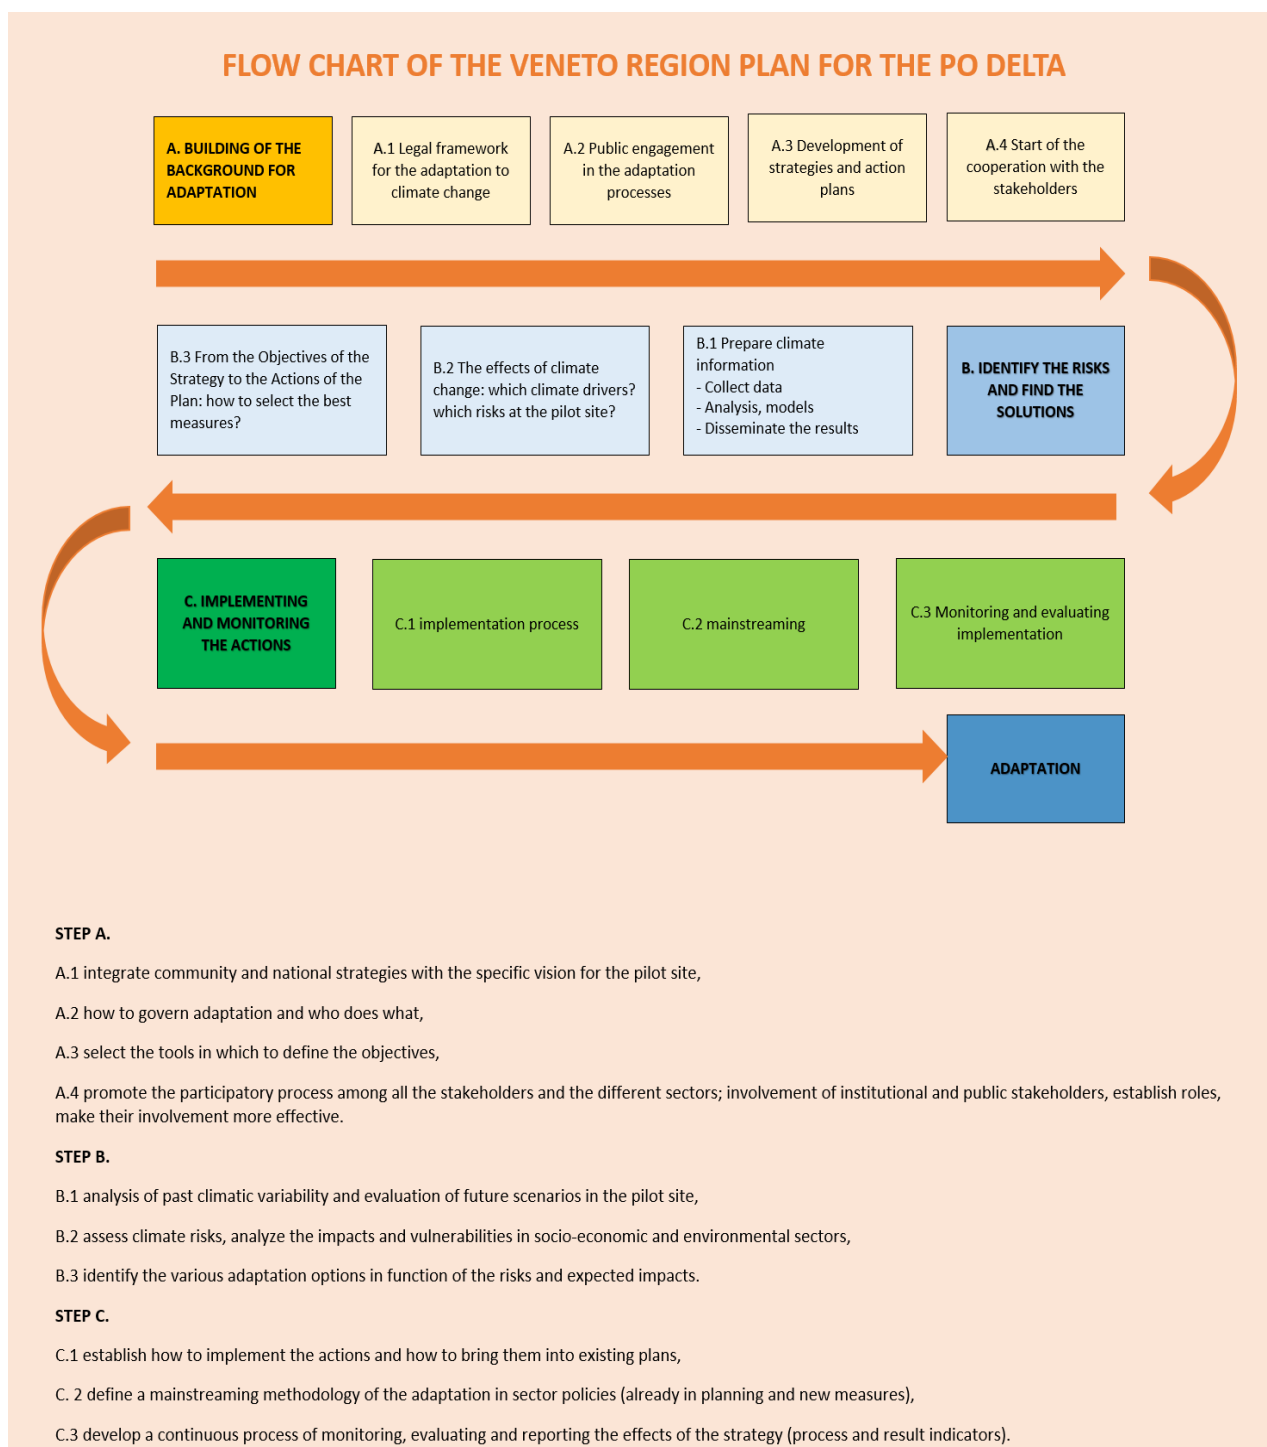 FLOW CHART OF THE VENETO REGION PLAN FOR THE PO DELTA
A. BUILDING OF THE
BACKGROUND FOR
ADAPTATION
A.1 Legal framework
for the adaptation to
climate change
A.2 Public engagement
in the adaptation
processes
A.3 Development of
strategies and action
plans
A.4 Start of the
cooperation with the
stakeholders
B.3 From the Objectives of the
Strategy to the Actions of the
Plan: how to select the best
measures?
B.2 The effects of climate
change: which climate drivers?
which risks at the pilot site?
B.1 Prepare climate
information
- Collect data
- Analysis, models
- Disseminate the results
B. IDENTIFY THE RISKS
AND FIND THE
SOLUTIONS
C. IMPLEMENTING
AND MONITORING
THE ACTIONS
C.1 implementation process
C.2 mainstreaming
C.3 Monitoring and evaluating
implementation
ADAPTATION
STEP A.
A.1 integrate community and national strategies with the specific vision for the pilot site,
A.2 how to govern adaptation and who does what,
A.3 select the tools in which to define the objectives,
A.4 promote the participatory process among all the stakeholders and the different sectors; involvement of institutional and public stakeholders, establish roles,
make their involvement more effective.
STEP B.
B.1 analysis of past climatic variability and evaluation of future scenarios in the pilot site,
B.2 assess climate risks, analyze the impacts and vulnerabilities in socio-economic and environmental sectors,
B.3 identify the various adaptation options in function of the risks and expected impacts.
STEP C.
C.1 establish how to implement the actions and how to bring them into existing plans,
C. 2 define a mainstreaming methodology of the adaptation in sector policies (already in planning and new measures),
C.3 develop a continuous process of monitoring, evaluating and reporting the effects of the strategy (process and result indicators).